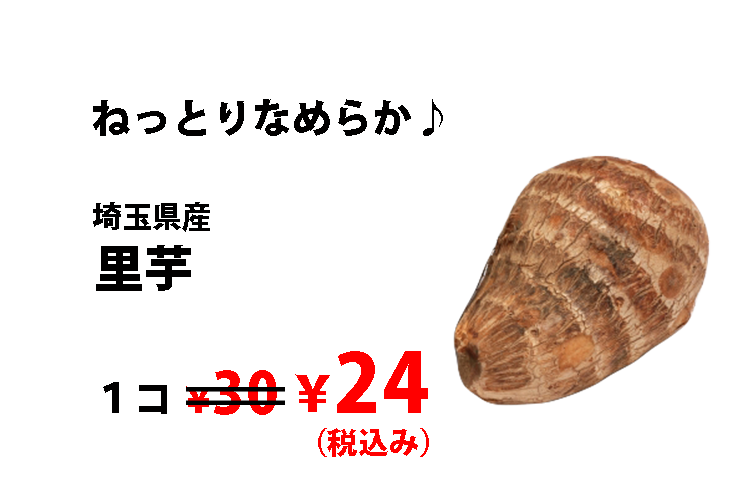 ねっとりなめらか♪
埼玉県産
里芋
１コ ¥30 ¥24
(税込み)